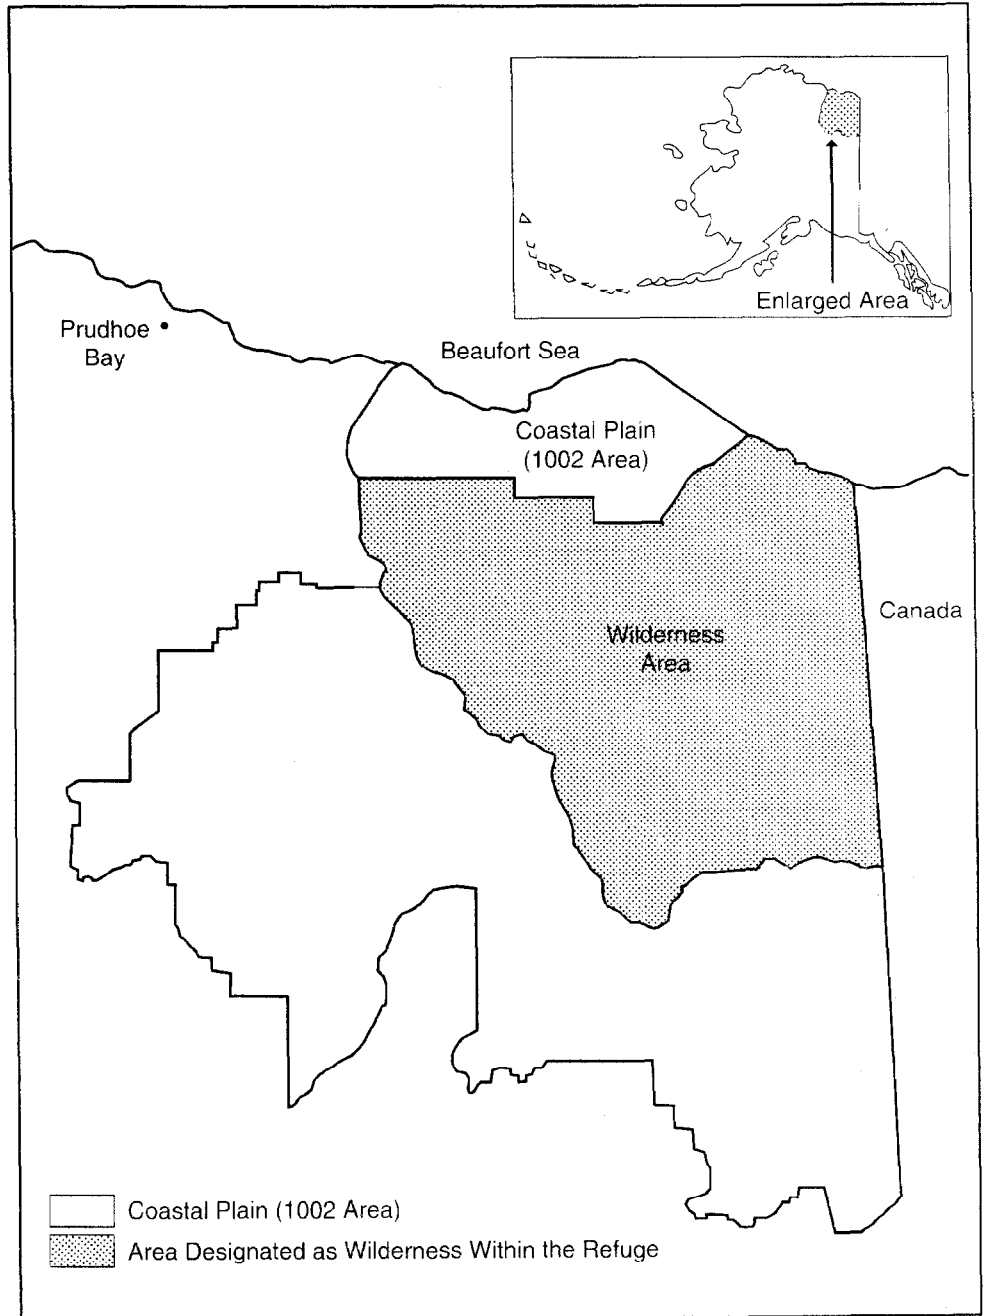 Enlarged Area
Prudhoe
Bay
Beaufort Sea
Coastal Plain
(1002 Area)
Canada
Wilderness
Area
Coastal Plain (1002 Area)
Area Designated as Wilderness Within the Refuge